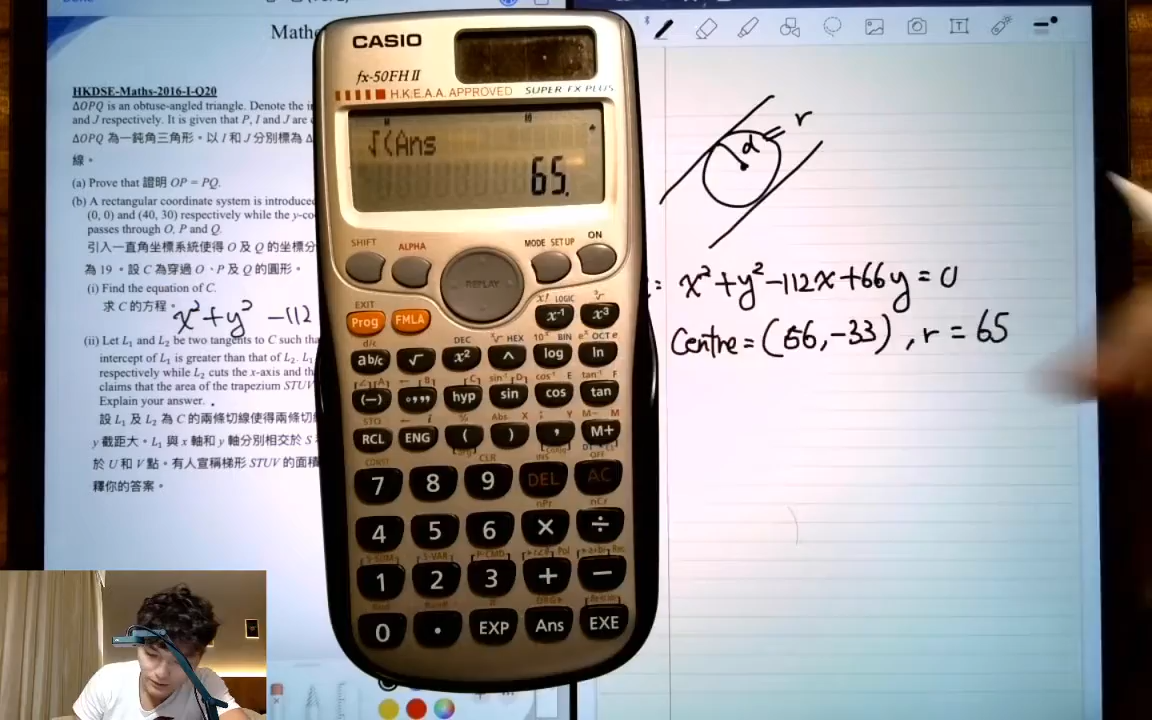 Mathe
HKDSE-Maths-2016-I-Q20
ΔOPQ is an obtuse-angled triangle. Denote the i
and J respectively. It is given that P, I and J are c
ΔOPQ 為一鈍角三角形。以 I 和 J 分別標為 Δ
線。
(a) Prove that 證明 OP = PQ.
(b) A rectangular coordinate system is introduce
(0, 0) and (40, 30) respectively while the y-co
passes through O, P and Q.
引入一直角坐標系統使得 O 及 Q 的坐標分
為 19。設 C 為穿過 O、P 及 Q 的圓形。
(i) Find the equation of C.
求 C 的方程。
x²+y² -112
(ii) Let L₁ and L₂ be two tangents to C such tha
intercept of L₁ is greater than that of L₂. L₁
respectively while L₂ cuts the x-axis and th
claims that the area of the trapezium STUV
Explain your answer.
設 L₁ 及 L₂ 為 C 的兩條切線使得兩條切
y 截距大。L₁ 與 x 軸和 y 軸分別相交於 S
於 U 和 V 點。有人宣稱梯形 STUV 的面積
釋你的答案。
CASIO
fx-50FH II
H.K.E.A.A. APPROVED SUPER FX PLUS
√(Ans
65.
SHIFT ALPHA MODE SETUP ON
REPLAY
EXIT x! LOGIC ³√
Prog FMLA x⁻¹ x³
ab/c √ x² ^ log ln
(−) °,,, hyp sin cos tan
RCL ENG ( ) , M+
7 8 9 DEL AC
4 5 6 × ÷
1 2 3 + −
0 . EXP Ans EXE
r
d
: x²+y²-112x+66y=0
Centre=(56,-33), r = 65